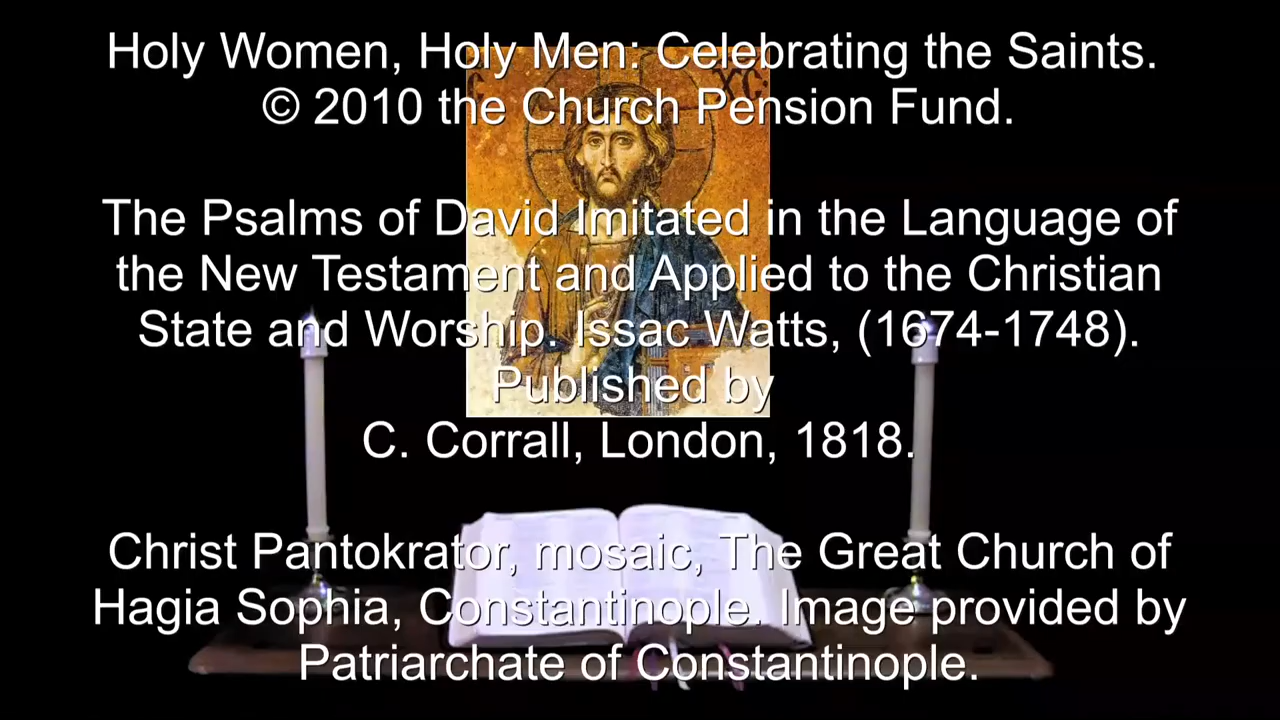 Holy Women, Holy Men: Celebrating the Saints.
© 2010 the Church Pension Fund.
The Psalms of David Imitated in the Language of
the New Testament and Applied to the Christian
State and Worship. Issac Watts, (1674-1748).
Published by
C. Corrall, London, 1818.
Christ Pantokrator, mosaic, The Great Church of
Hagia Sophia, Constantinople. Image provided by
Patriarchate of Constantinople.